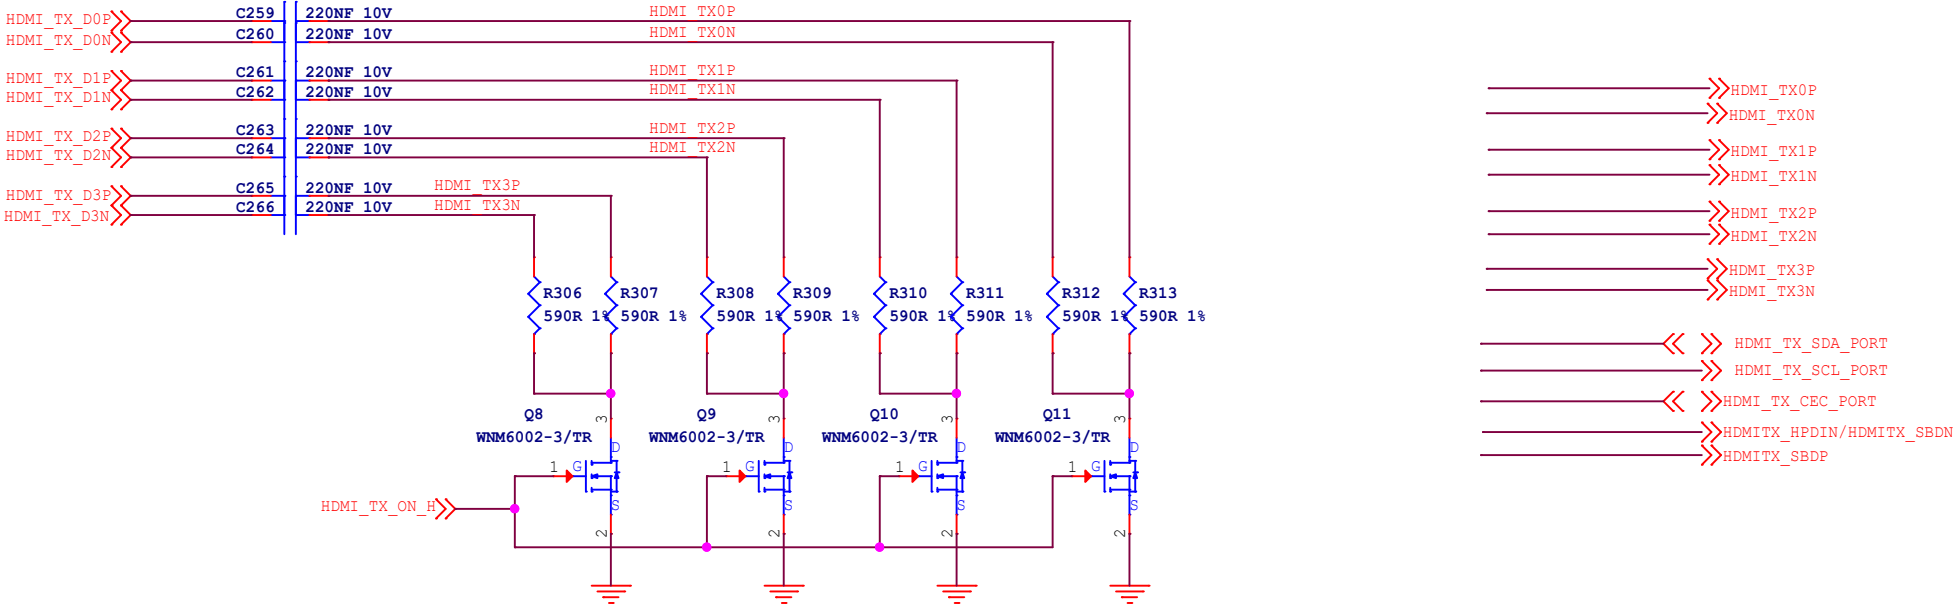 HDMI_TX_D0P C259 220NF 10V HDMI_TX0P
HDMI_TX_D0N C260 220NF 10V HDMI_TX0N
HDMI_TX_D1P C261 220NF 10V HDMI_TX1P
HDMI_TX_D1N C262 220NF 10V HDMI_TX1N
HDMI_TX_D2P C263 220NF 10V HDMI_TX2P
HDMI_TX_D2N C264 220NF 10V HDMI_TX2N
HDMI_TX_D3P C265 220NF 10V HDMI_TX3P
HDMI_TX_D3N C266 220NF 10V HDMI_TX3N
R306 R307 R308 R309 R310 R311 R312 R313
590R 1% 590R 1% 590R 1% 590R 1% 590R 1% 590R 1% 590R 1% 590R 1%
Q8 3 Q9 3 Q10 3 Q11 3
WNM6002-3/TR WNM6002-3/TR WNM6002-3/TR WNM6002-3/TR
D D D D
1 G 1 G 1 G 1 G
S S S S
HDMI_TX_ON_H
2 2 2 2
HDMI_TX0P
HDMI_TX0N
HDMI_TX1P
HDMI_TX1N
HDMI_TX2P
HDMI_TX2N
HDMI_TX3P
HDMI_TX3N
HDMI_TX_SDA_PORT
HDMI_TX_SCL_PORT
HDMI_TX_CEC_PORT
HDMITX_HPDIN/HDMITX_SBDN
HDMITX_SBDP